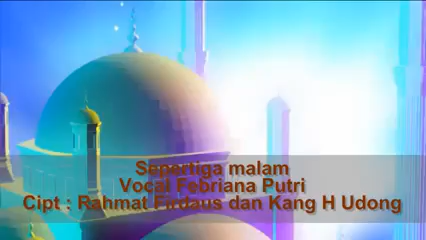 Sepertiga malam
Vocal Febriana Putri
Cipt : Rahmat Firdaus dan Kang H Udong